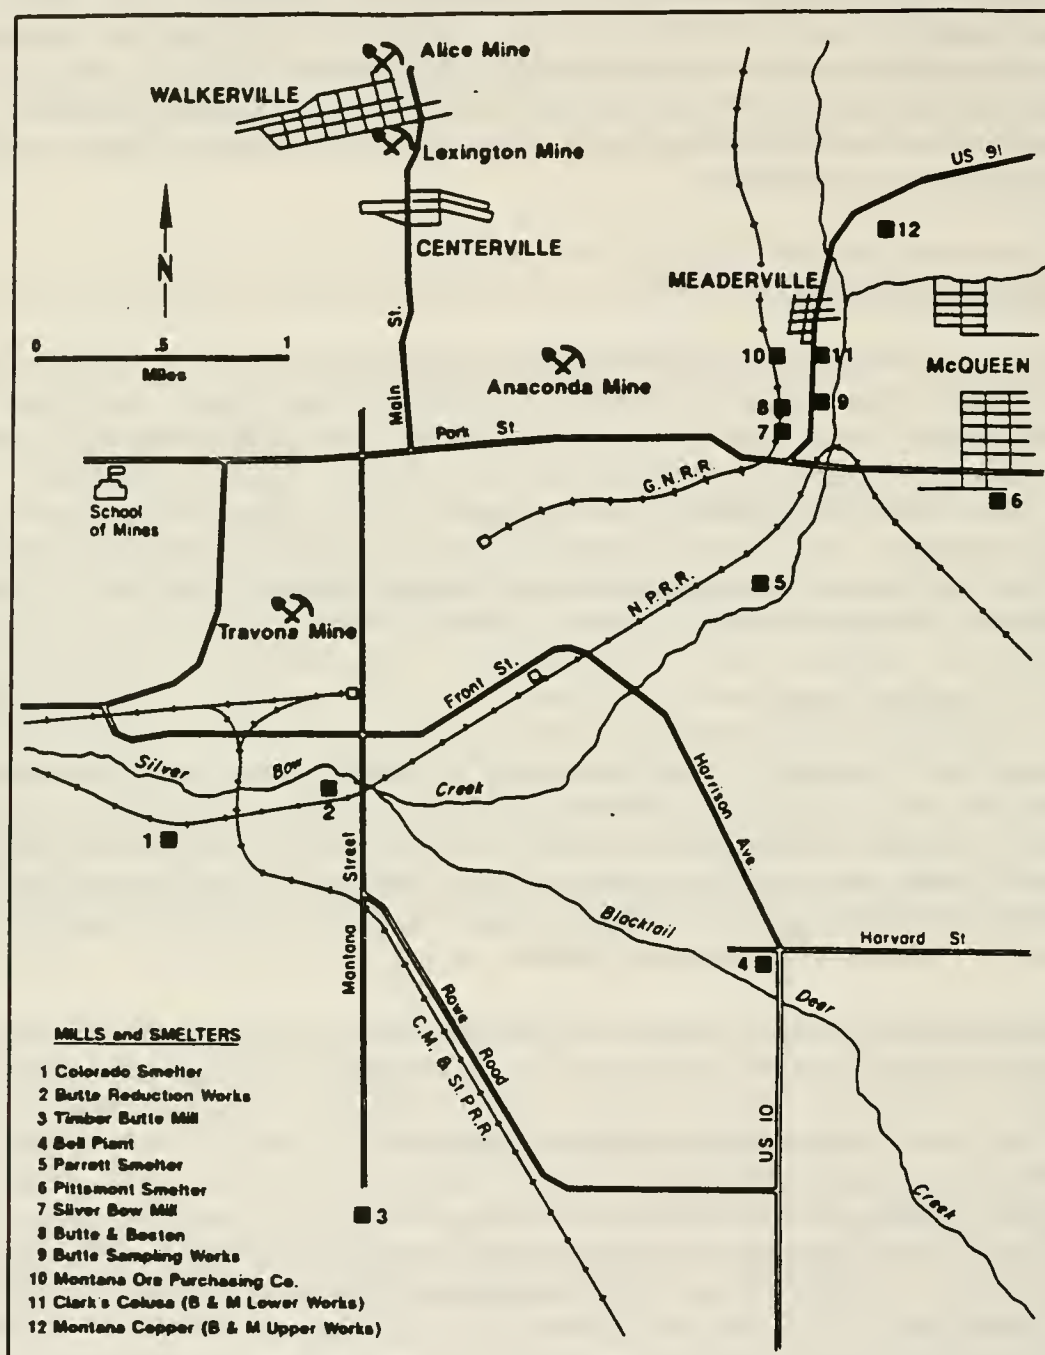 Alice Mine
WALKERVILLE
Lexington Mine
US 91
12
CENTERVILLE
MEADERVILLE
N
0 .5 1
Miles
Main St.
10
11
McQUEEN
Anaconda Mine
8
9
7
Park St
G.N.R.R.
School
of Mines
6
N.P.R.R.
5
Travona Mine
Front St.
Silver Bow Creek
Harrison Ave.
2
1
Montana Street
Blacktail Deer Creek
Harvard St
4
Rowe Road
C.M. & St.P.R.R.
US 10
3
MILLS and SMELTERS
1 Colorado Smelter
2 Butte Reduction Works
3 Timber Butte Mill
4 Bell Plant
5 Parrett Smelter
6 Pittsmont Smelter
7 Silver Bow Mill
8 Butte & Boston
9 Butte Sampling Works
10 Montana Ore Purchasing Co.
11 Clark's Colusa (B & M Lower Works)
12 Montana Copper (B & M Upper Works)